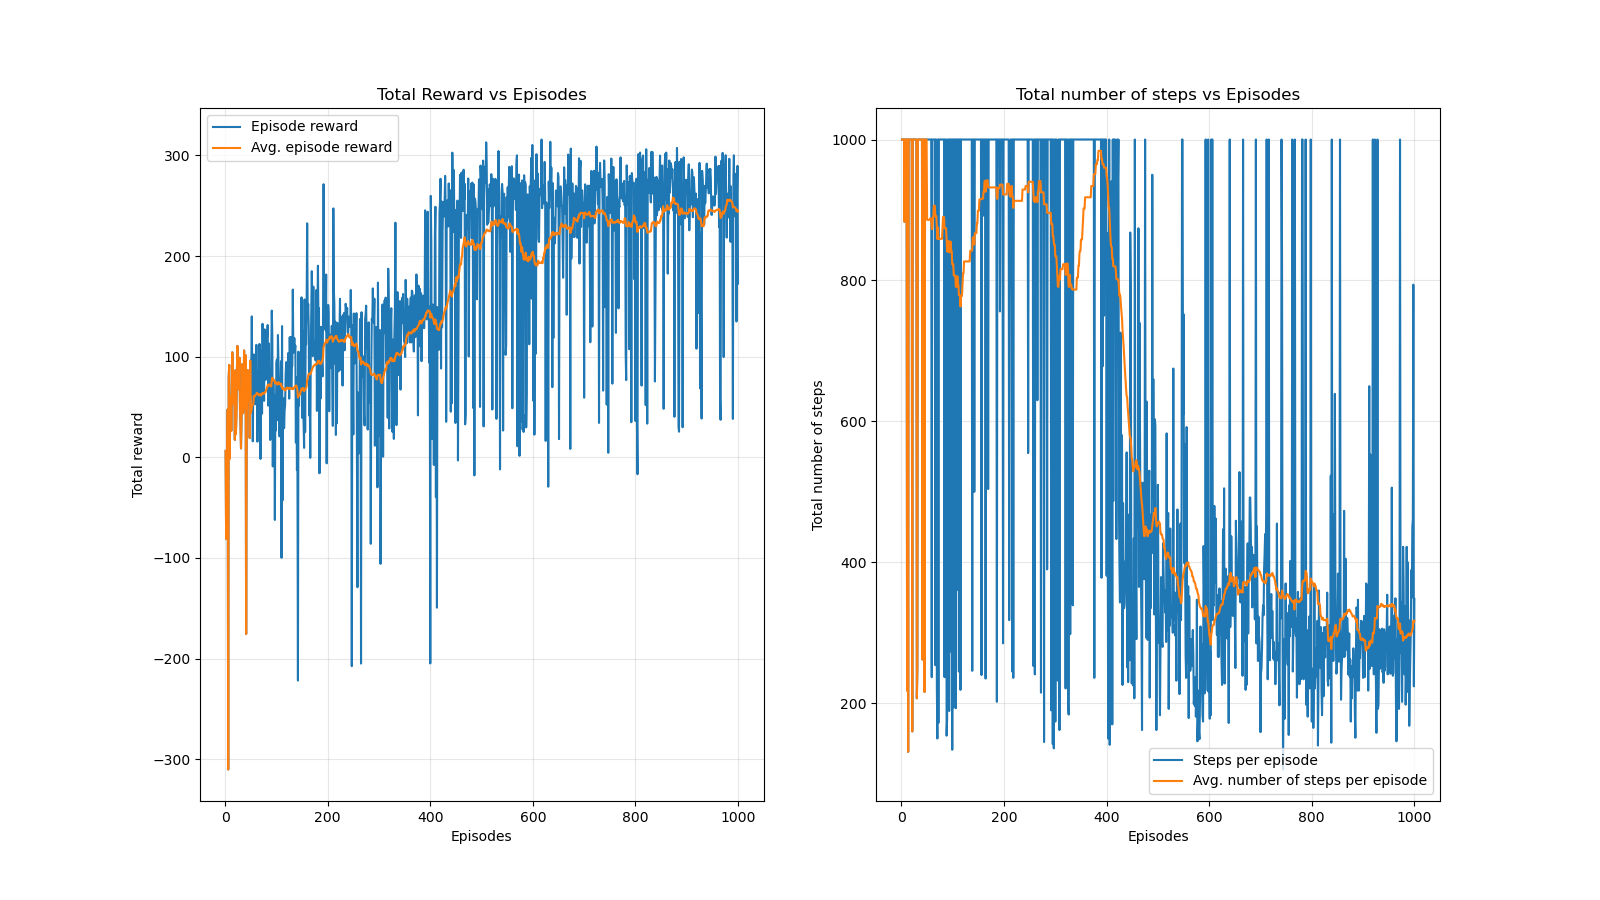 Total Reward vs Episodes
Episode reward
Avg. episode reward
300
200
100
0
−100
−200
−300
Total reward
0
200
400
600
800
1000
Episodes
Total number of steps vs Episodes
1000
800
600
400
200
Total number of steps
Steps per episode
Avg. number of steps per episode
0
200
400
600
800
1000
Episodes